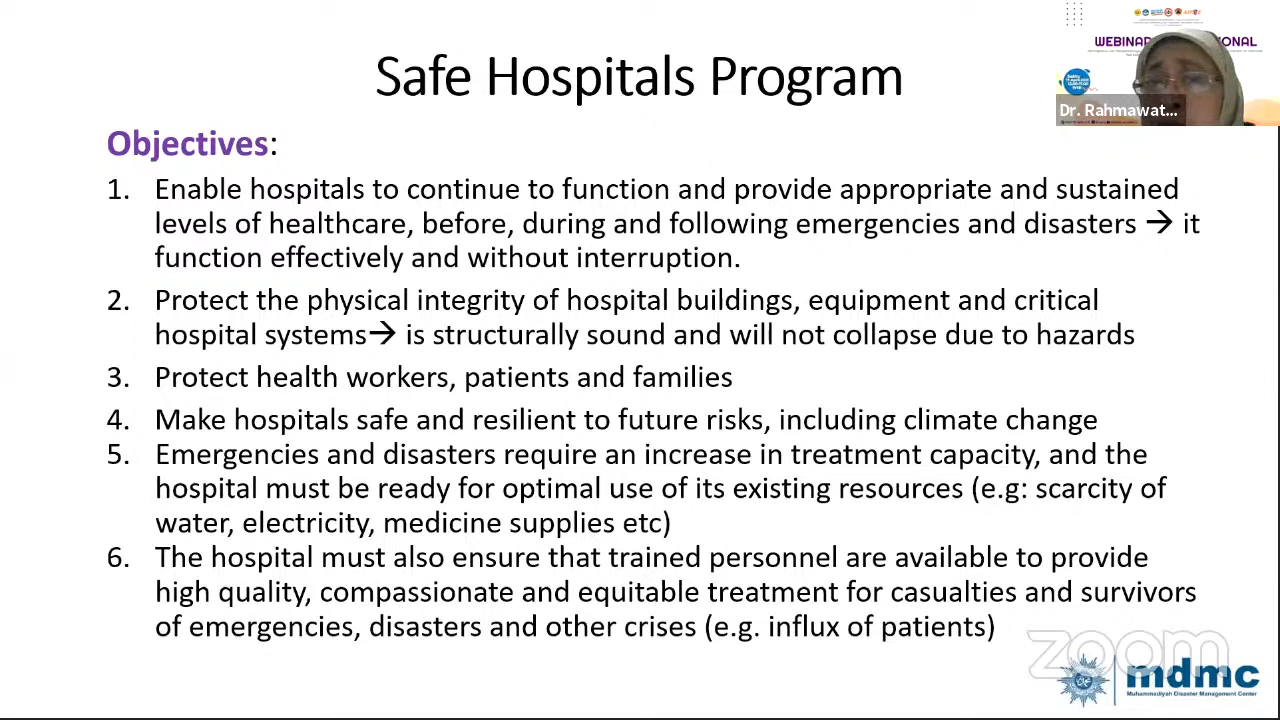 Safe Hospitals Program
WEBINAR
Dr. Rahmawat...
Objectives:
1. Enable hospitals to continue to function and provide appropriate and sustained
levels of healthcare, before, during and following emergencies and disasters → it
function effectively and without interruption.
2. Protect the physical integrity of hospital buildings, equipment and critical
hospital systems→ is structurally sound and will not collapse due to hazards
3. Protect health workers, patients and families
4. Make hospitals safe and resilient to future risks, including climate change
5. Emergencies and disasters require an increase in treatment capacity, and the
hospital must be ready for optimal use of its existing resources (e.g: scarcity of
water, electricity, medicine supplies etc)
6. The hospital must also ensure that trained personnel are available to provide
high quality, compassionate and equitable treatment for casualties and survivors
of emergencies, disasters and other crises (e.g. influx of patients)
zoom
mdmc
Muhammadiyah Disaster Management Center